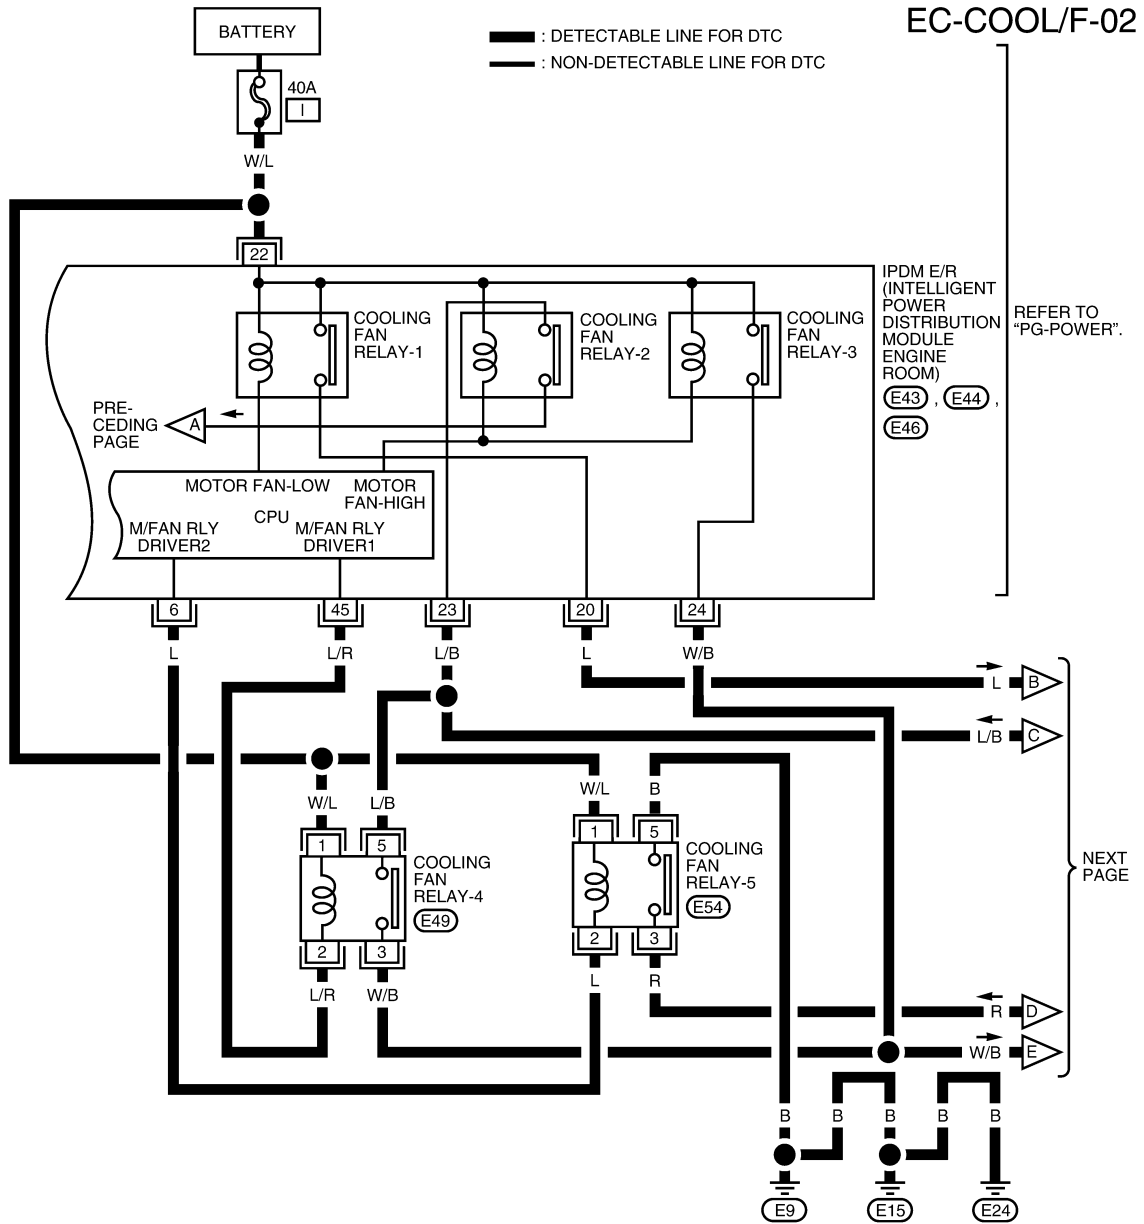 EC-COOL/F-02
BATTERY
: DETECTABLE LINE FOR DTC
: NON-DETECTABLE LINE FOR DTC
40A
I
W/L
22
IPDM E/R
(INTELLIGENT
POWER
DISTRIBUTION
MODULE
ENGINE
ROOM)
E43 , E44 ,
E46
REFER TO
“PG-POWER”.
COOLING
FAN
RELAY-1
COOLING
FAN
RELAY-2
COOLING
FAN
RELAY-3
PRE-
CEDING
PAGE
A
MOTOR FAN-LOW
MOTOR
FAN-HIGH
CPU
M/FAN RLY
DRIVER2
M/FAN RLY
DRIVER1
6 45 23 20 24
L L/R L/B L W/B
L B
L/B C
W/L L/B W/L B
1 5 1 5
COOLING
FAN
RELAY-4
E49
COOLING
FAN
RELAY-5
E54
NEXT
PAGE
2 3 2 3
L/R W/B L R
R D
W/B E
B B B B B
E9 E15 E24